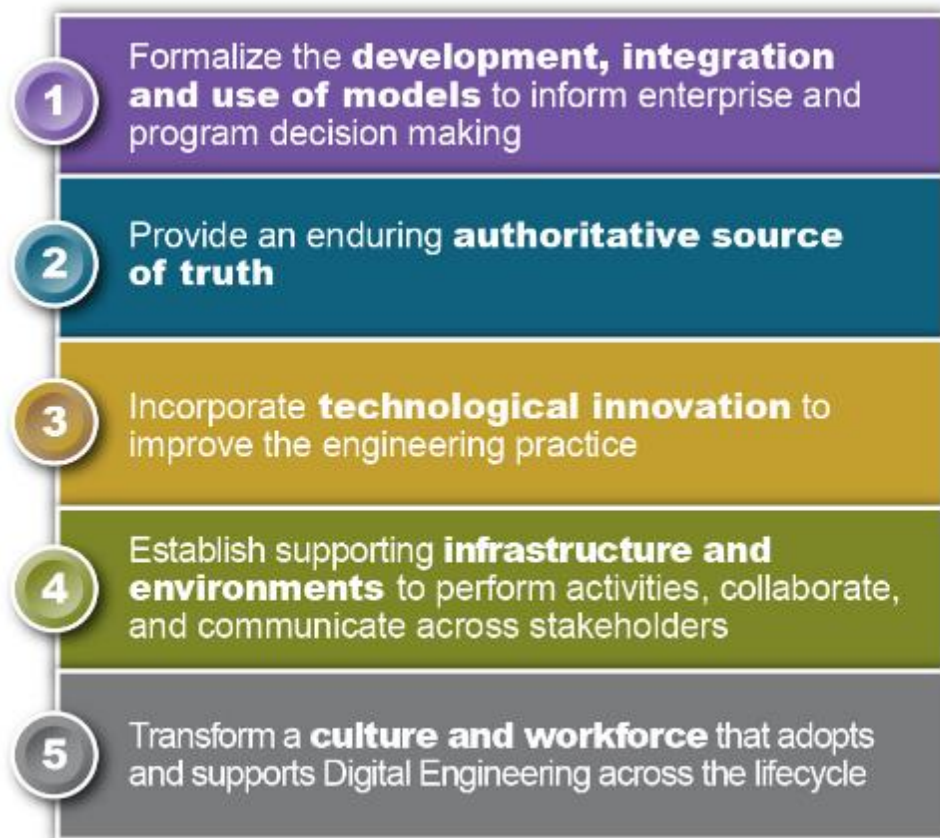 1
Formalize the development, integration
and use of models to inform enterprise and
program decision making
2
Provide an enduring authoritative source
of truth
3
Incorporate technological innovation to
improve the engineering practice
4
Establish supporting infrastructure and
environments to perform activities, collaborate,
and communicate across stakeholders
5
Transform a culture and workforce that adopts
and supports Digital Engineering across the lifecycle